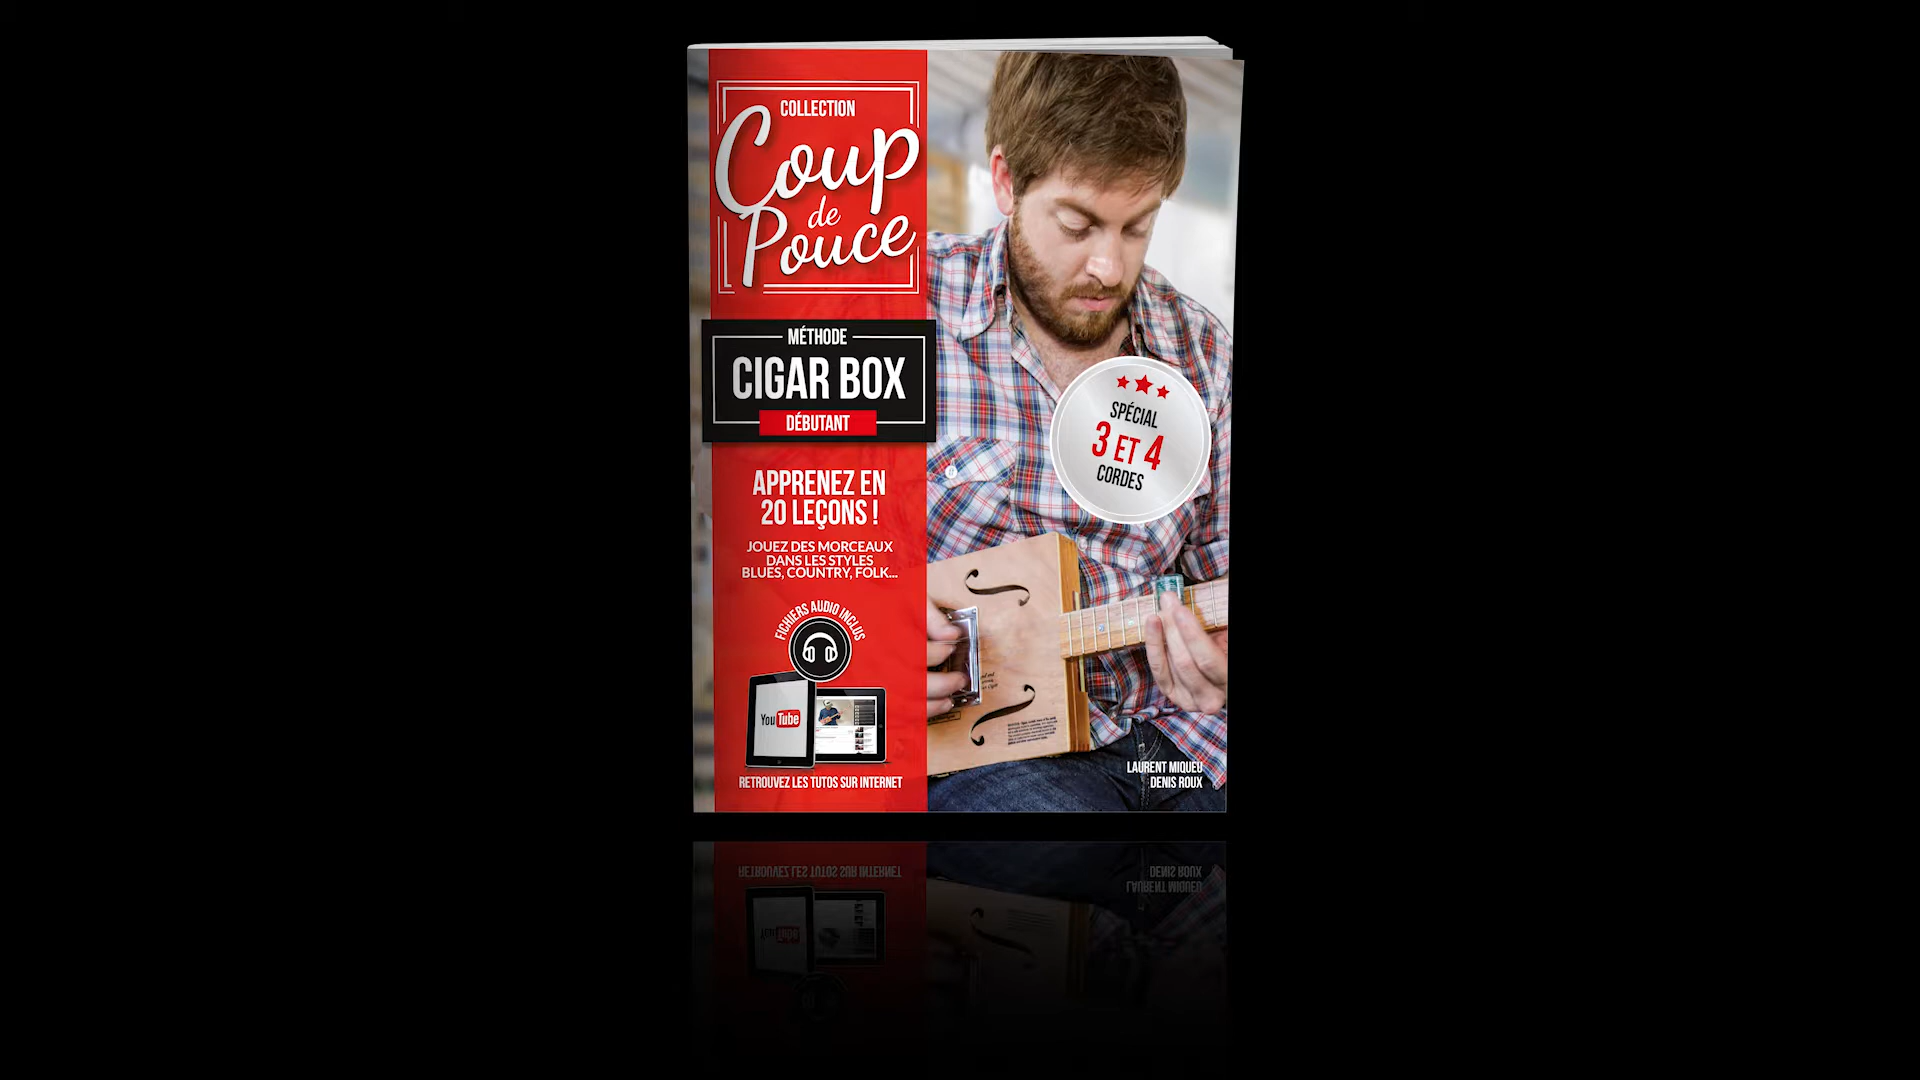 COLLECTION
Coup
de
Pouce
MÉTHODE
CIGAR BOX
DÉBUTANT
APPRENEZ EN
20 LEÇONS !
JOUEZ DES MORCEAUX
DANS LES STYLES
BLUES, COUNTRY, FOLK...
FICHIERS AUDIO INCLUS
YouTube
RETROUVEZ LES TUTOS SUR INTERNET
SPÉCIAL
3 ET 4
CORDES
LAURENT MIQUEU
DENIS ROUX